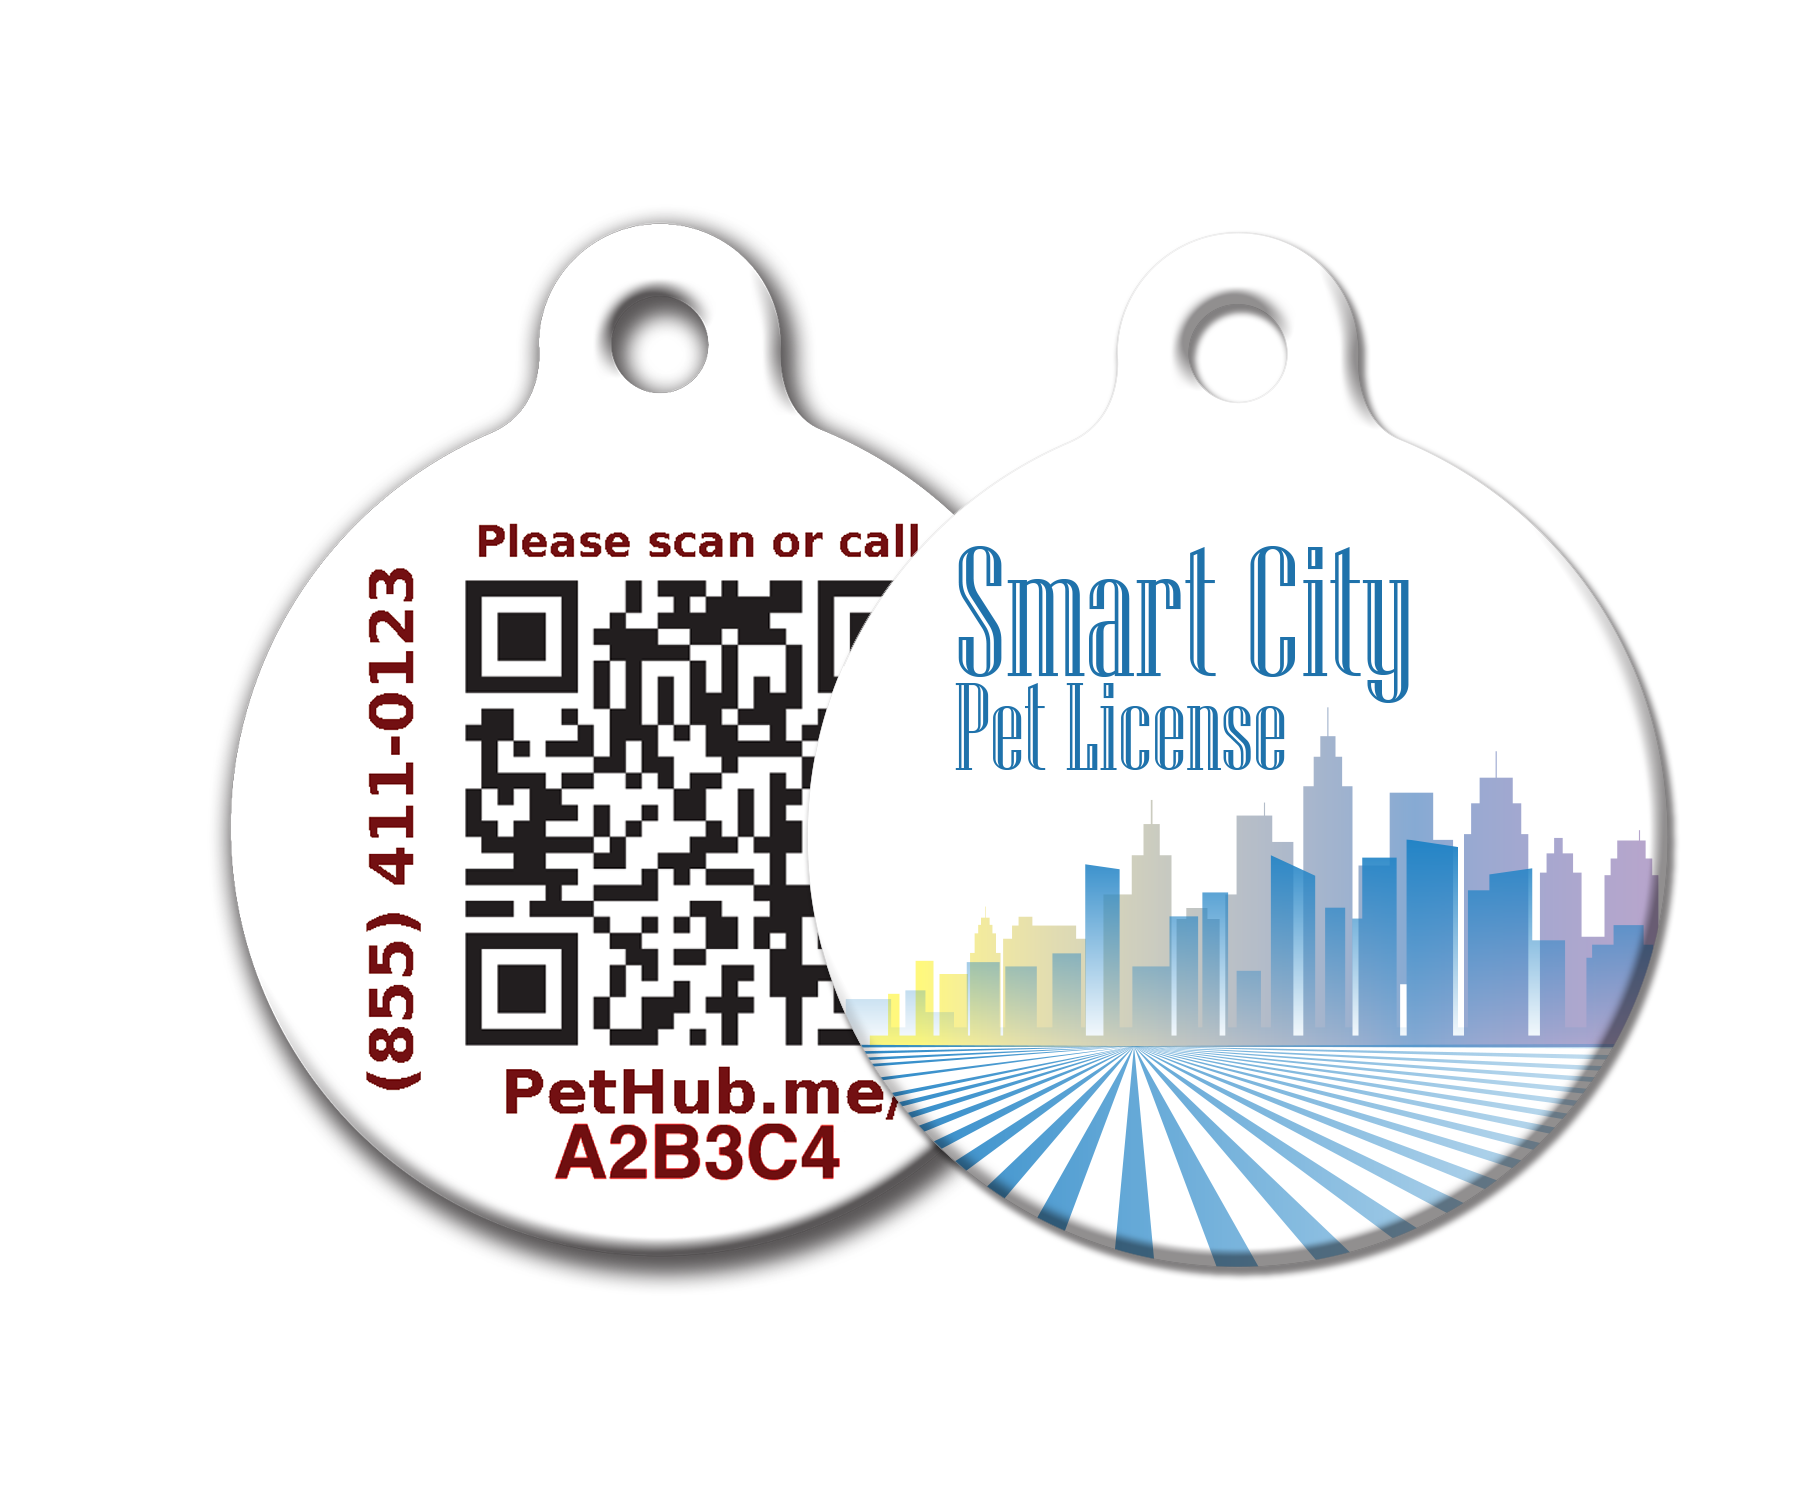 Please scan or call
(855) 411-0123
PetHub.me/
A2B3C4
Smart City
Pet License